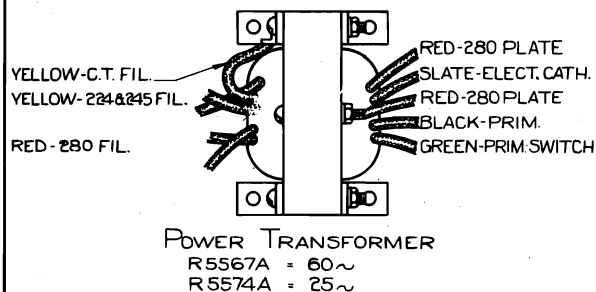 YELLOW-C.T. FIL.
YELLOW-224&245 FIL.
RED-280 FIL.
RED-280 PLATE
SLATE-ELECT. CATH.
RED-280 PLATE
BLACK-PRIM.
GREEN-PRIM. SWITCH
POWER TRANSFORMER
R5567A = 60~
R5574A = 25~